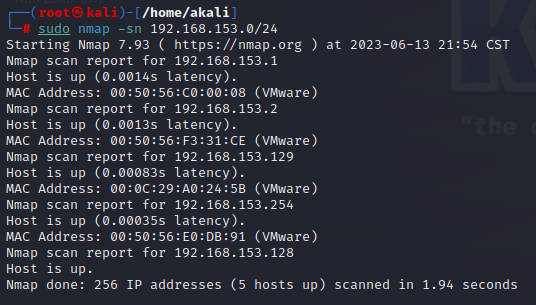 ┌──(root㉿kali)-[/home/akali]
└─# sudo nmap -sn 192.168.153.0/24
Starting Nmap 7.93 ( https://nmap.org ) at 2023-06-13 21:54 CST
Nmap scan report for 192.168.153.1
Host is up (0.0014s latency).
MAC Address: 00:50:56:C0:00:08 (VMware)
Nmap scan report for 192.168.153.2
Host is up (0.0013s latency).
MAC Address: 00:50:56:F3:31:CE (VMware)
Nmap scan report for 192.168.153.129
Host is up (0.00083s latency).
MAC Address: 00:0C:29:A0:24:5B (VMware)
Nmap scan report for 192.168.153.254
Host is up (0.00035s latency).
MAC Address: 00:50:56:E0:DB:91 (VMware)
Nmap scan report for 192.168.153.128
Host is up.
Nmap done: 256 IP addresses (5 hosts up) scanned in 1.94 seconds
"the